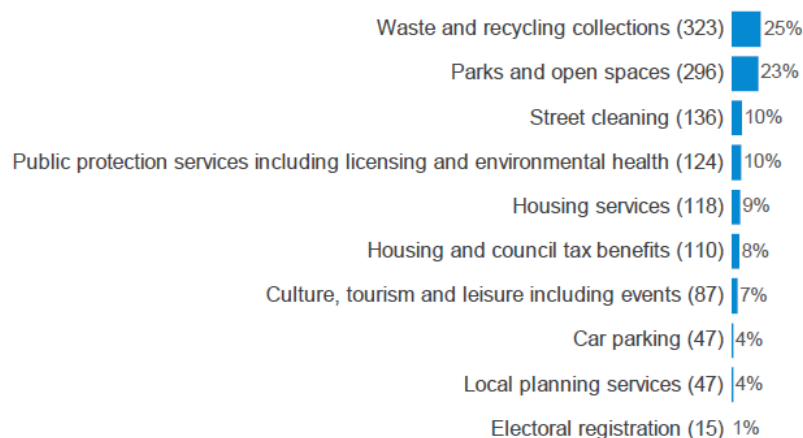 Waste and recycling collections (323) 25%
Parks and open spaces (296) 23%
Street cleaning (136) 10%
Public protection services including licensing and environmental health (124) 10%
Housing services (118) 9%
Housing and council tax benefits (110) 8%
Culture, tourism and leisure including events (87) 7%
Car parking (47) 4%
Local planning services (47) 4%
Electoral registration (15) 1%